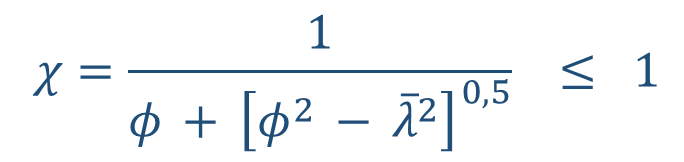 χ = 1 / (ϕ + [ϕ² − λ̄²]^0,5) ≤ 1